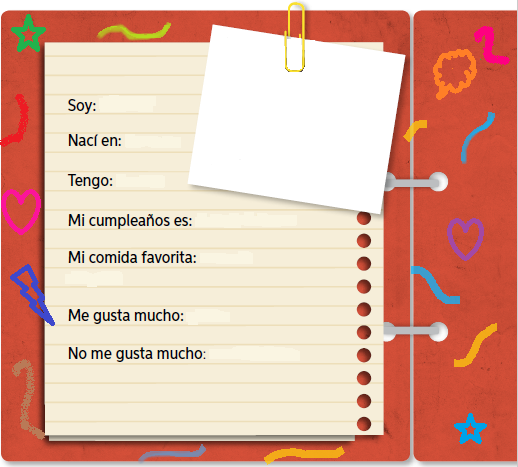 Soy:
Nací en:
Tengo:
Mi cumpleaños es:
Mi comida favorita:
Me gusta mucho:
No me gusta mucho: